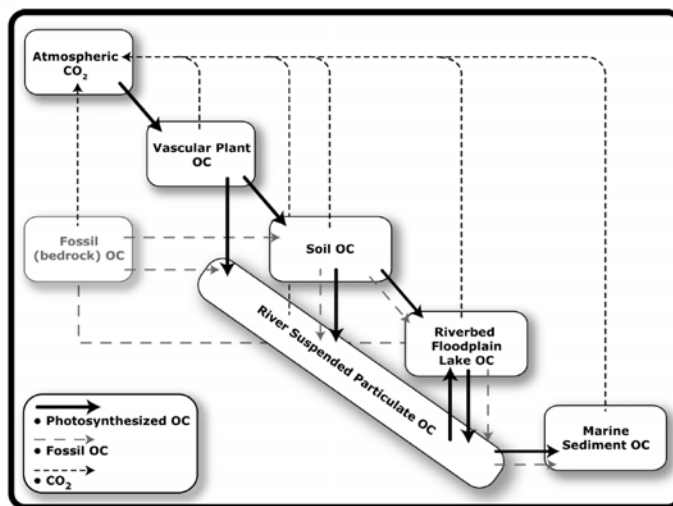 Atmospheric
CO2
Vascular Plant
OC
Fossil
(bedrock) OC
Soil OC
River Suspended Particulate OC
Riverbed
Floodplain
Lake OC
Marine
Sediment OC
• Photosynthesized OC
• Fossil OC
• CO2